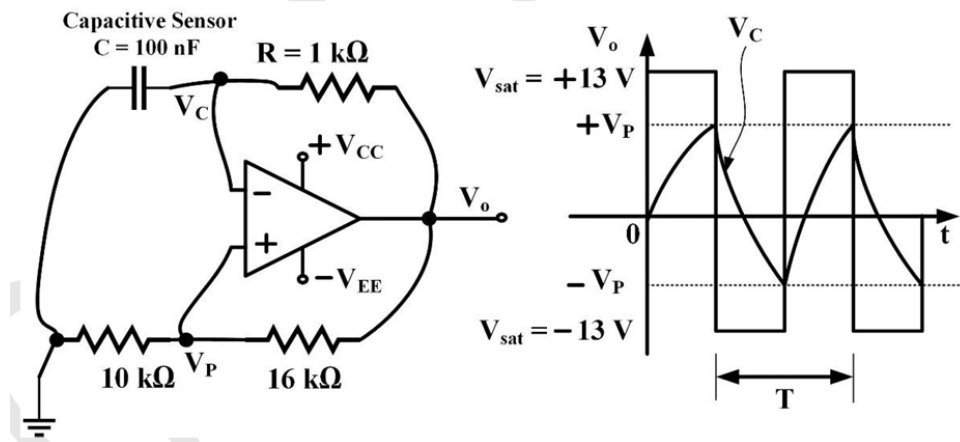 Capacitive Sensor
C = 100 nF
R = 1 kΩ
V_C
+V_CC
V_o
−V_EE
V_P
10 kΩ
16 kΩ
V_o
V_C
V_sat = +13 V
+V_P
0
t
− V_P
V_sat = − 13 V
T